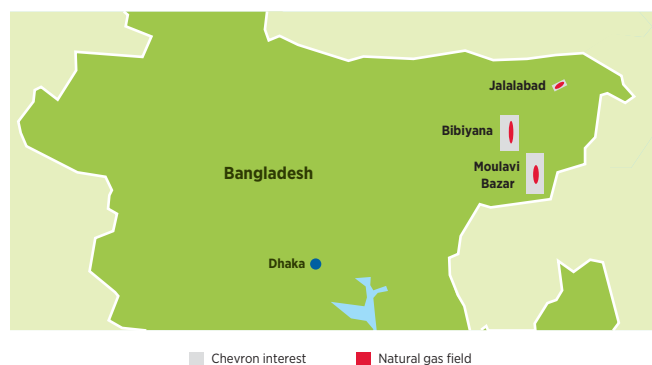 Jalalabad
Bibiyana
Moulavi
Bazar
Bangladesh
Dhaka
Chevron interest
Natural gas field